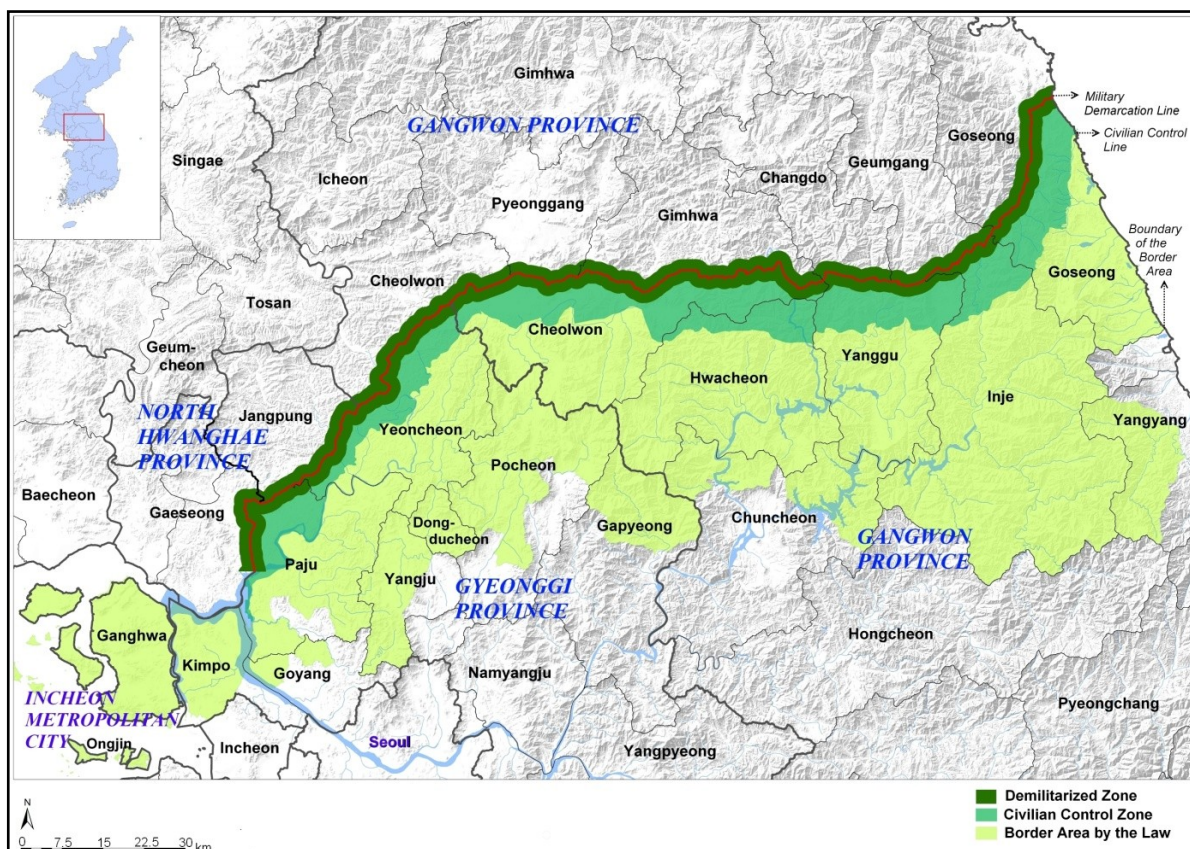 Gimhwa
GANGWON PROVINCE
Singae
Icheon
Pyeonggang
Gimhwa
Changdo
Geumgang
Goseong
Military
Demarcation Line
Civilian Control
Line
Boundary
of the
Border
Area
Cheolwon
Tosan
Geum-
cheon
Jangpung
NORTH
HWANGHAE
PROVINCE
Baecheon
Gaeseong
Cheolwon
Hwacheon
Yanggu
Inje
Goseong
Yangyang
Yeoncheon
Pocheon
Dong-
ducheon
Gapyeong
Chuncheon
GANGWON
PROVINCE
Paju
Yangju
GYEONGGI
PROVINCE
Ganghwa
Kimpo
Goyang
Namyangju
Hongcheon
Pyeongchang
INCHEON
METROPOLITAN
CITY
Ongjin
Incheon
Seoul
Yangpyeong
Demilitarized Zone
Civilian Control Zone
Border Area by the Law
N
0 7.5 15 22.5 30 km